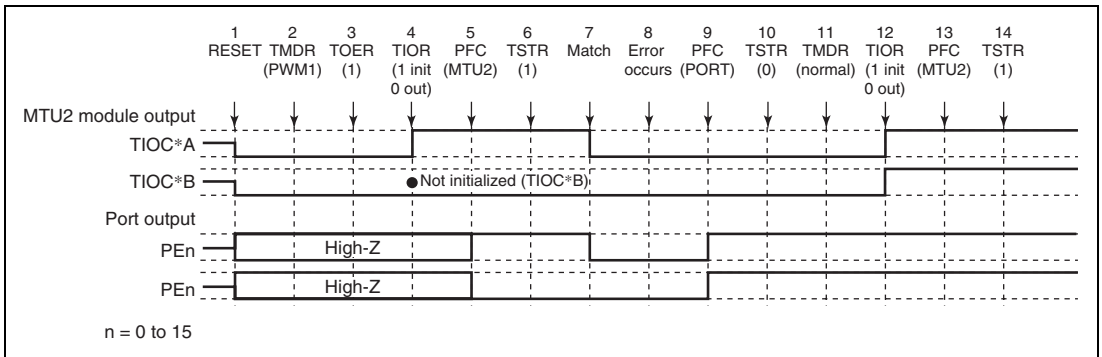 1 2 3 4 5 6 7 8 9 10 11 12 13 14
RESET TMDR TOER TIOR PFC TSTR Match Error PFC TSTR TMDR TIOR PFC TSTR
(PWM1) (1) (1 init (MTU2) (1) occurs (PORT) (0) (normal) (1 init (MTU2) (1)
0 out) 0 out)
MTU2 module output
TIOC*A
TIOC*B
Not initialized (TIOC*B)
Port output
PEn
High-Z
PEn
High-Z
n = 0 to 15